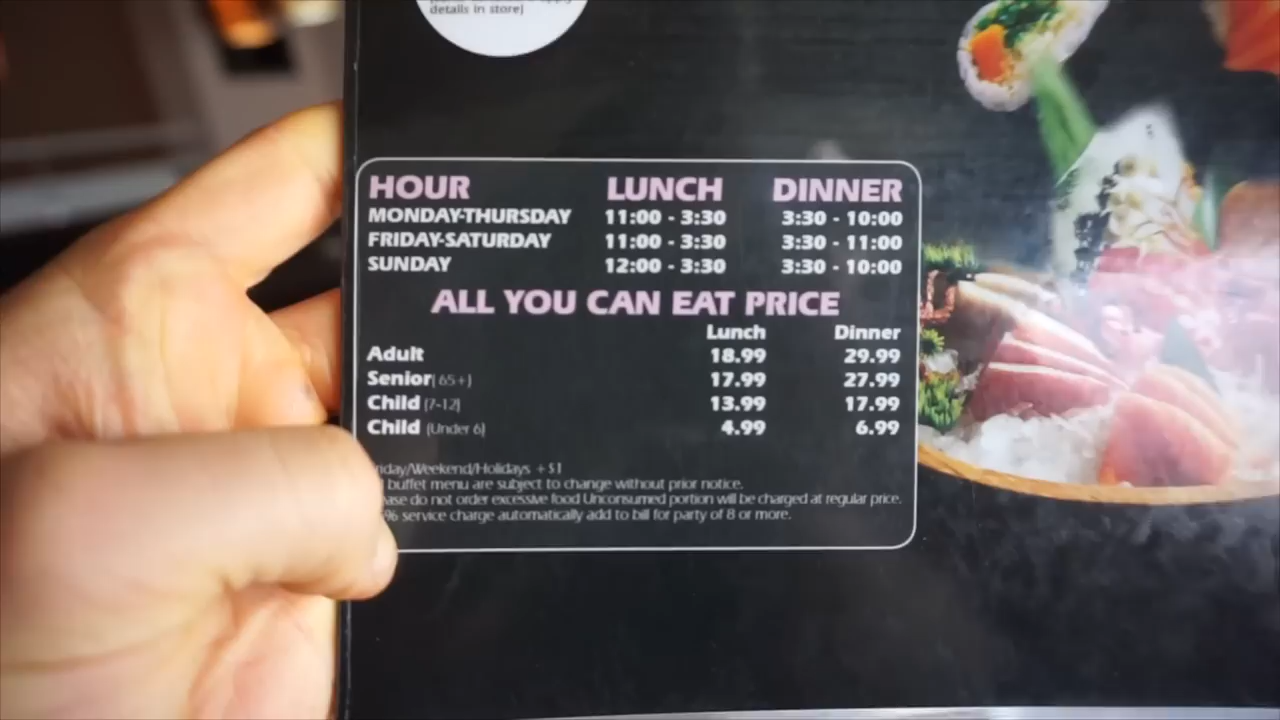 details in store)
HOUR LUNCH DINNER
MONDAY-THURSDAY 11:00 - 3:30 3:30 - 10:00
FRIDAY-SATURDAY 11:00 - 3:30 3:30 - 11:00
SUNDAY 12:00 - 3:30 3:30 - 10:00
ALL YOU CAN EAT PRICE
Lunch Dinner
Adult 18.99 29.99
Senior(65+) 17.99 27.99
Child (7-12) 13.99 17.99
Child (Under 6) 4.99 6.99
riday/Weekend/Holidays +$1
buffet menu are subject to change without prior notice.
ase do not order excessive food Unconsumed portion will be charged at regular price.
% service charge automatically add to bill for party of 8 or more.